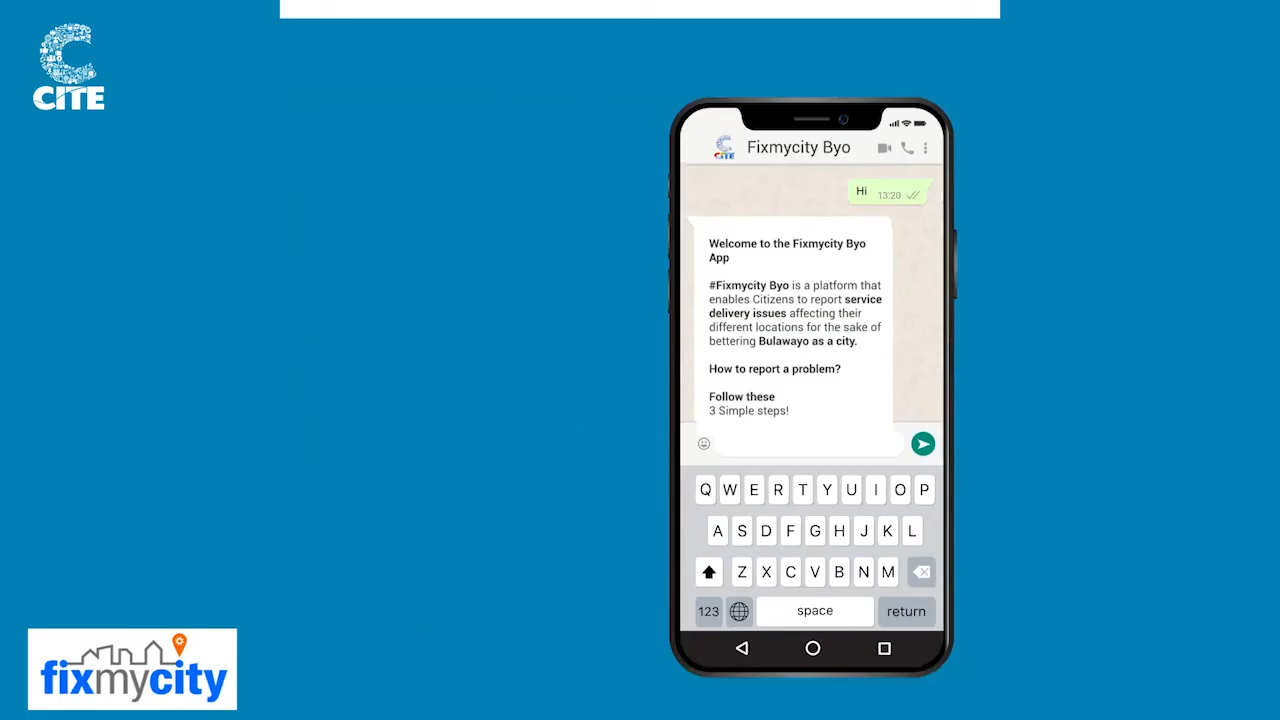 CITE
CITE
Fixmycity Byo
Hi
13:20
Welcome to the Fixmycity Byo
App
#Fixmycity Byo is a platform that
enables Citizens to report service
delivery issues affecting their
different locations for the sake of
bettering Bulawayo as a city.
How to report a problem?
Follow these
3 Simple steps!
Q W E R T Y U I O P
A S D F G H J K L
Z X C V B N M
123 space return
fixmycity